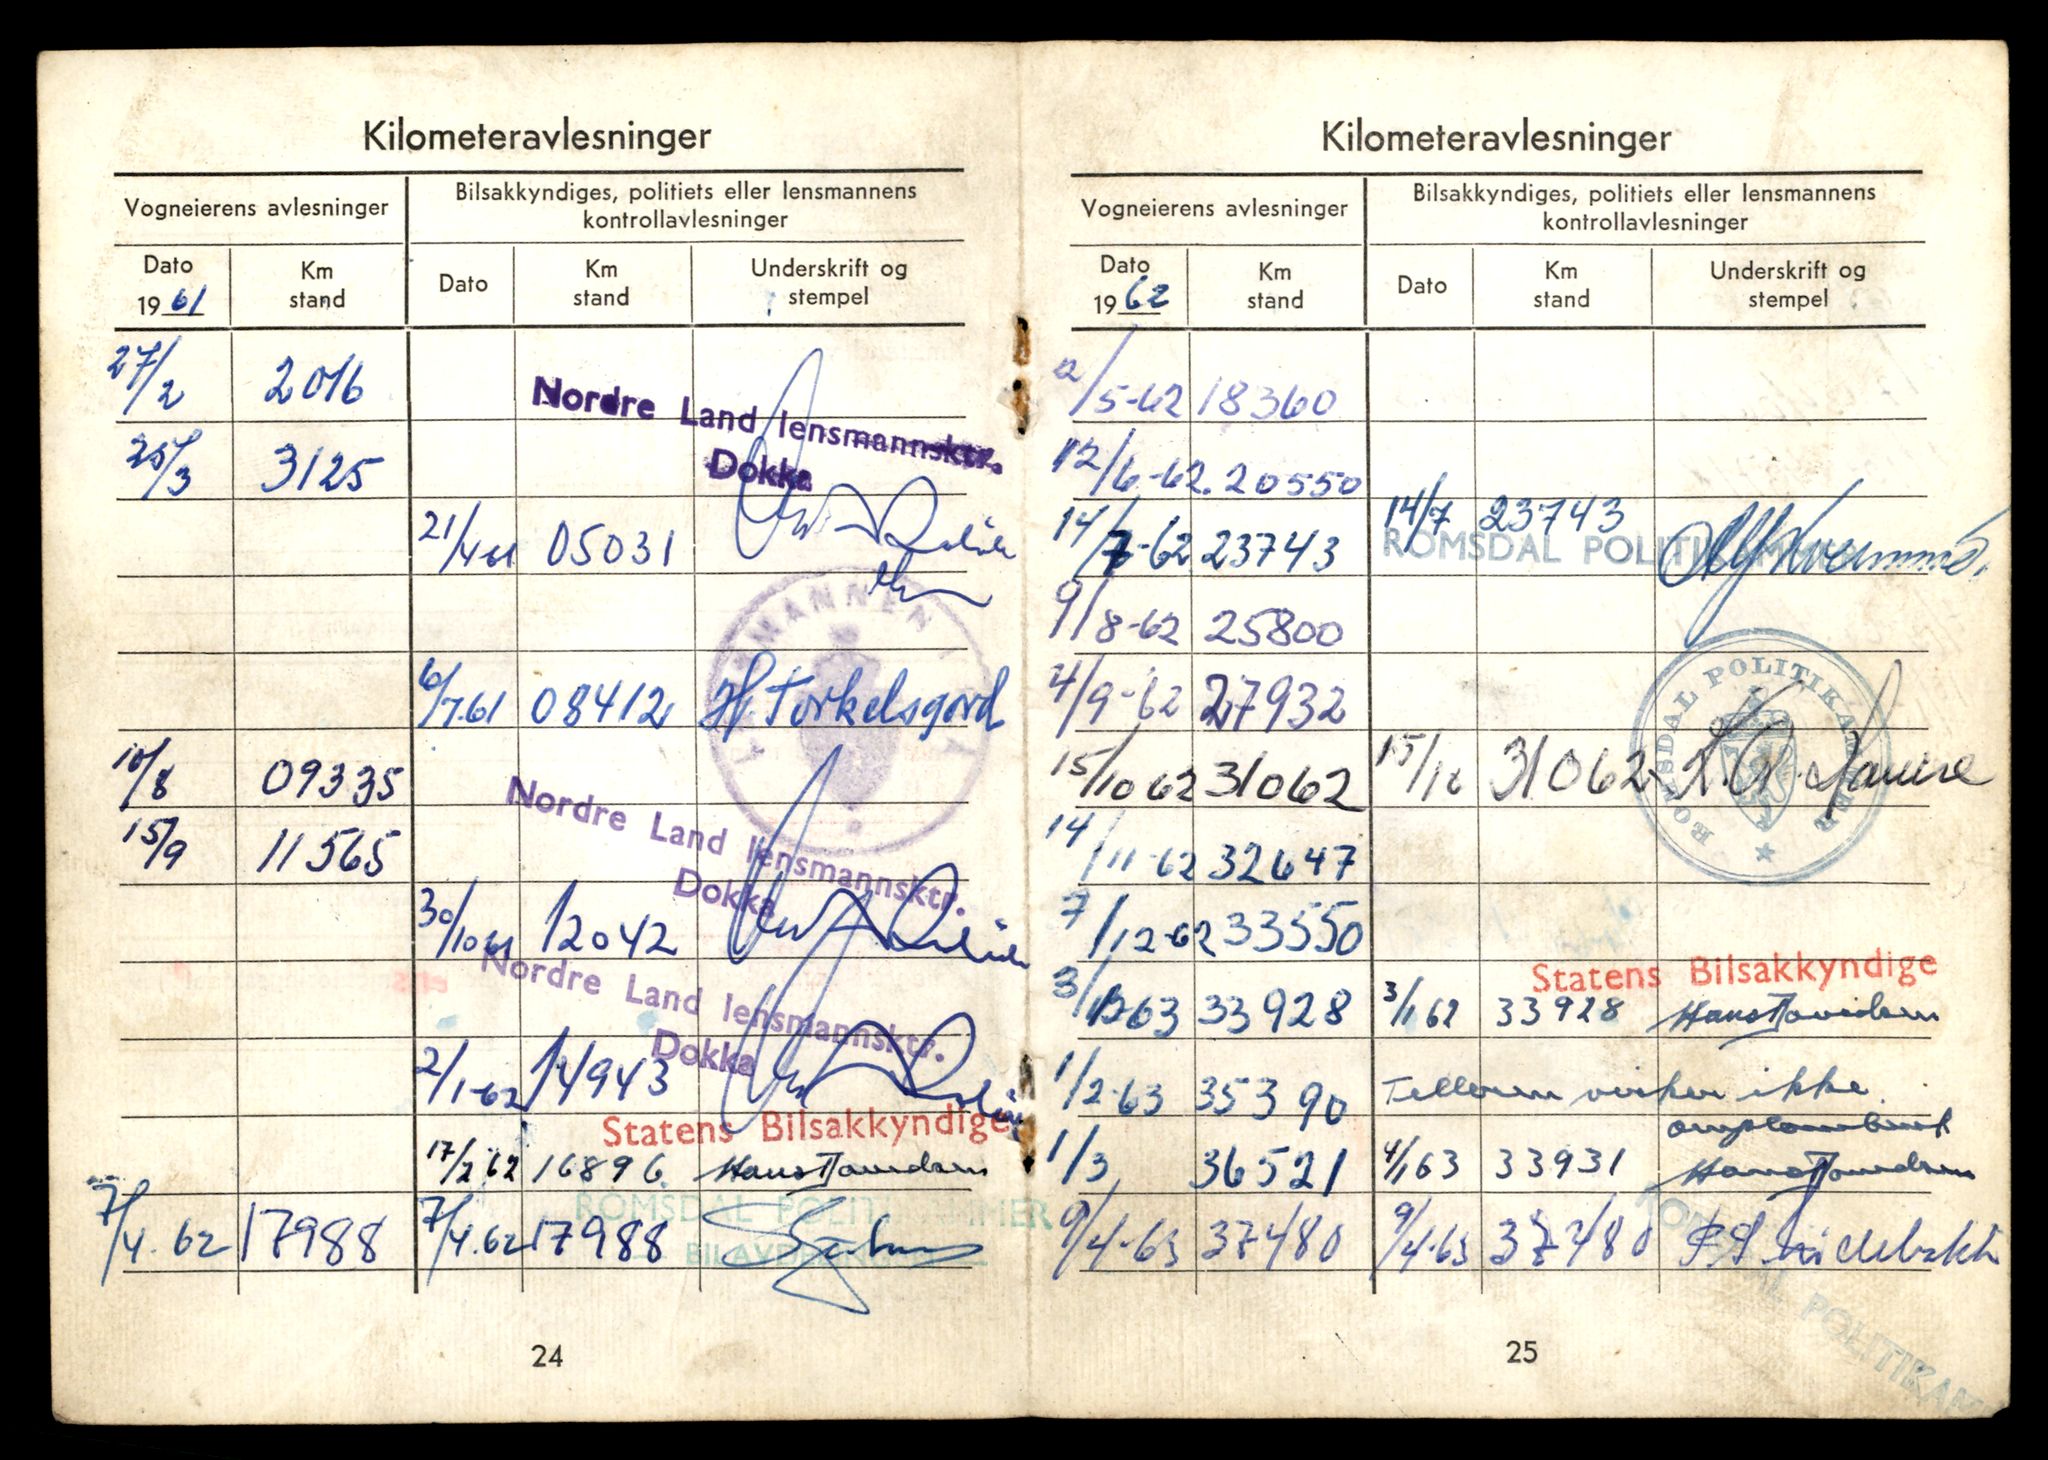 Kilometeravlesninger
Vogneierens avlesninger
Bilsakkyndiges, politiets eller lensmannens
kontrollavlesninger
Dato
1961
Km
stand
Dato
Km
stand
Underskrift og
stempel
27/2 2016
Nordre Land lensmannsktr.
Dokka
25/3 3125
21/4 61 05031
LENSMANNEN I
6/7.61 08412 H. Torkelsgord
10/8 09335
Nordre Land lensmannsktr.
Dokka
15/9 11565
30/10 61 12042
Nordre Land lensmannsktr.
Dokka
2/1-62 14943
Statens Bilsakkyndige
17/2 62 16896
ROMSDAL POLITIKAMMER
7/4.62 17988 7/4.62 17988
24
Kilometeravlesninger
Vogneierens avlesninger
Bilsakkyndiges, politiets eller lensmannens
kontrollavlesninger
Dato
1962
Km
stand
Dato
Km
stand
Underskrift og
stempel
/5-62 18360
12/6-62. 20550
14/7-62 23743 14/7 23743
ROMSDAL POLITIKAMMER
9/8-62 25800
ROMSDAL POLITIKAMMER
4/9-62 27932
15/10 62 31062 15/10 31062
14/11-62 32647
7/12-62 33550
Statens Bilsakkyndige
3/1 63 33928 3/1 62 33928
1/2-63 35390 Telleren virker ikke.
1/3 36521 4/1 63 33931
9/4-63 37480 9/4-63 37480
ROMSDAL POLITIKAM
25